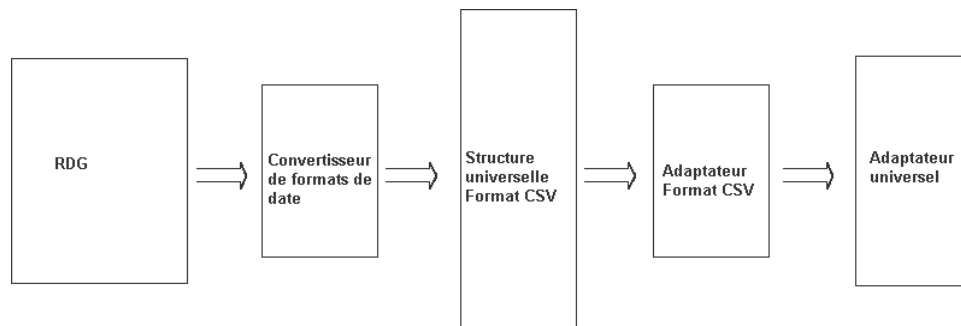 RDG
Convertisseur
de formats de
date
Structure
universelle
Format CSV
Adaptateur
Format CSV
Adaptateur
universel